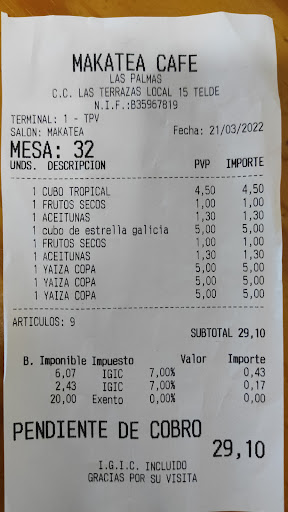 MAKATEA CAFE
LAS PALMAS
C.C. LAS TERRAZAS LOCAL 15 TELDE
N.I.F.:B35967819
TERMINAL: 1 - TPV
SALON: MAKATEA Fecha: 21/03/2022
MESA: 32
UNDS. DESCRIPCION PVP IMPORTE
1 CUBO TROPICAL 4,50 4,50
1 FRUTOS SECOS 1,00 1,00
1 ACEITUNAS 1,30 1,30
1 cubo de estrella galicia 5,00 5,00
1 FRUTOS SECOS 1,00 1,00
1 ACEITUNAS 1,30 1,30
1 YAIZA COPA 5,00 5,00
1 YAIZA COPA 5,00 5,00
1 YAIZA COPA 5,00 5,00
ARTICULOS: 9
SUBTOTAL 29,10
B. Imponible Impuesto Valor Importe
6,07 IGIC 7,00% 0,43
2,43 IGIC 7,00% 0,17
20,00 Exento 0,00% 0,00
PENDIENTE DE COBRO
29,10
I.G.I.C. INCLUIDO
GRACIAS POR SU VISITA